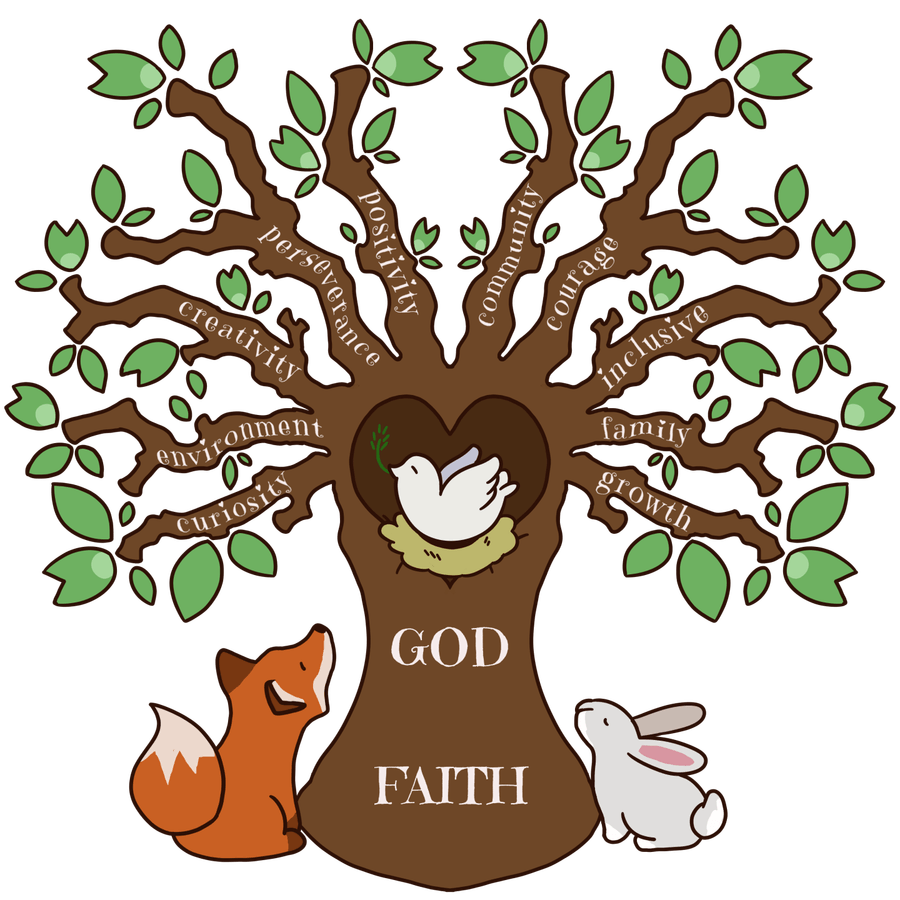 positivity
community
perseverance
courage
creativity
inclusive
environment
family
curiosity
growth
GOD
FAITH